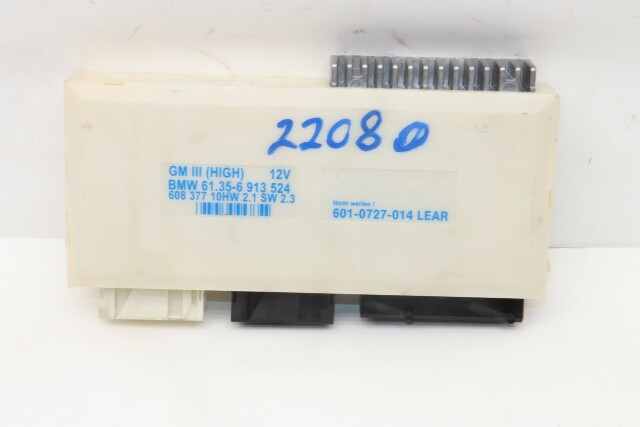 22080
GM III (HIGH) 12V
BMW 61.35-6 913 524
608 377 10HW 2.1 SW 2.3
Nicht werfen !
601-0727-014 LEAR